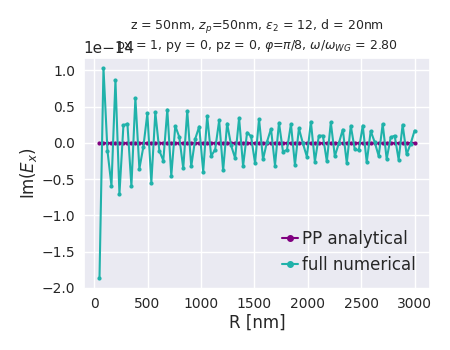 z = 50nm, z_p=50nm, ε_2 = 12, d = 20nm
px = 1, py = 0, pz = 0, φ=π/8, ω/ω_WG = 2.80
1e−14
1.0
0.5
0.0
−0.5
−1.0
−1.5
−2.0
Im(E_x)
PP analytical
full numerical
0 500 1000 1500 2000 2500 3000
R [nm]